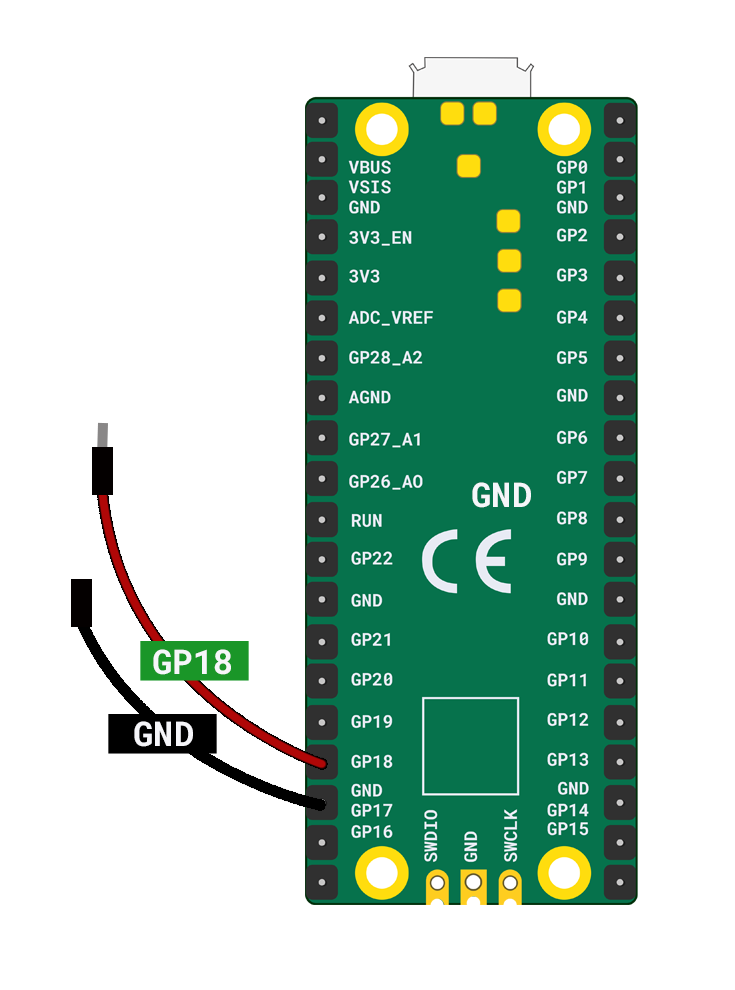 VBUS
VSIS
GND
3V3_EN
3V3
ADC_VREF
GP28_A2
AGND
GP27_A1
GP26_AO
RUN
GP22
GND
GP21
GP20
GP19
GP18
GND
GP17
GP16
GP0
GP1
GND
GP2
GP3
GP4
GP5
GND
GP6
GP7
GP8
GP9
GND
GP10
GP11
GP12
GP13
GND
GP14
GP15
GND
CE
GP18
GND
SWDIO
GND
SWCLK